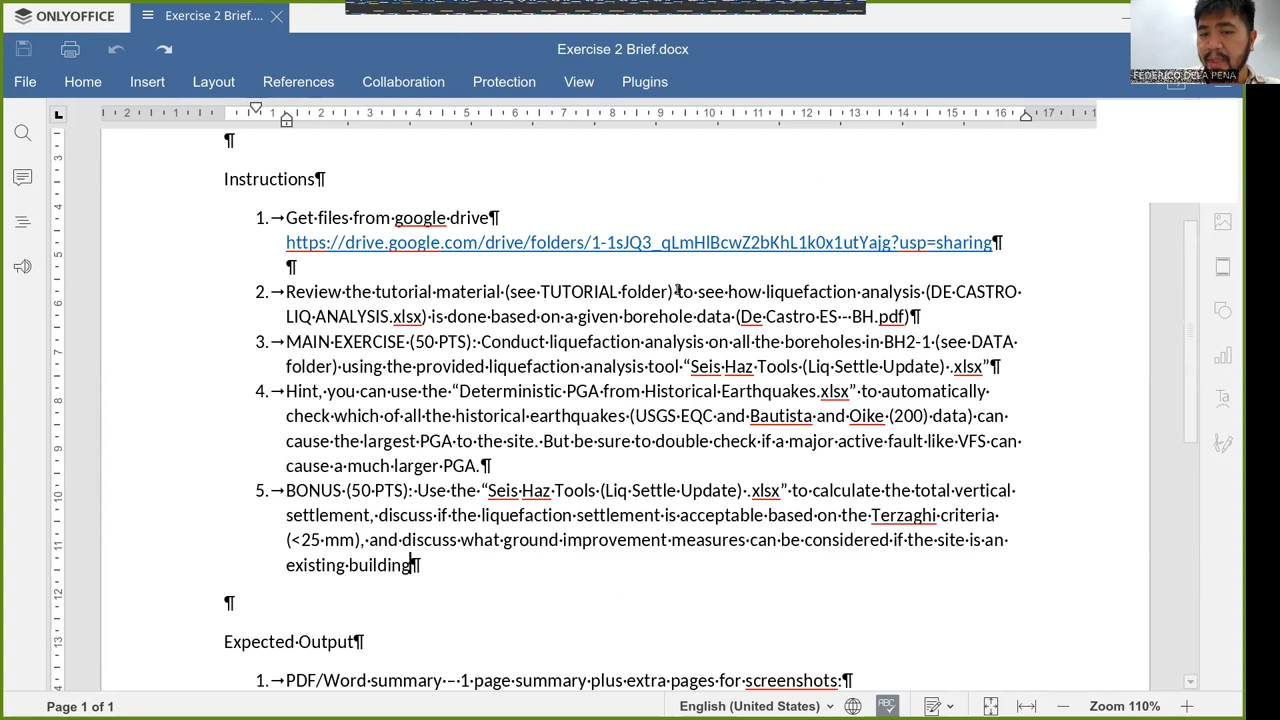 ONLYOFFICE
Exercise 2 Brief....
Exercise 2 Brief.docx
FEDERICO DELA PENA
File Home Insert Layout References Collaboration Protection View Plugins
Instructions¶
1.→Get·files·from·google·drive¶
https://drive.google.com/drive/folders/1-1sJQ3_qLmHlBcwZ2bKhL1k0x1utYajg?usp=sharing¶
¶
2.→Review·the·tutorial·material·(see·TUTORIAL·folder)·to·see·how·liquefaction·analysis·(DE·CASTRO·
LIQ·ANALYSIS.xlsx)·is·done·based·on·a·given·borehole·data·(De·Castro·ES·-·BH.pdf)¶
3.→MAIN·EXERCISE·(50·PTS):·Conduct·liquefaction·analysis·on·all·the·boreholes·in·BH2-1·(see·DATA·
folder)·using·the·provided·liquefaction·analysis·tool·“Seis·Haz·Tools·(Liq·Settle·Update)·.xlsx”¶
4.→Hint,·you·can·use·the·“Deterministic·PGA·from·Historical·Earthquakes.xlsx”·to·automatically·
check·which·of·all·the·historical·earthquakes·(USGS·EQC·and·Bautista·and·Oike·(200)·data)·can·
cause·the·largest·PGA·to·the·site.·But·be·sure·to·double·check·if·a·major·active·fault·like·VFS·can·
cause·a·much·larger·PGA.¶
5.→BONUS·(50·PTS):·Use·the·“Seis·Haz·Tools·(Liq·Settle·Update)·.xlsx”·to·calculate·the·total·vertical·
settlement,·discuss·if·the·liquefaction·settlement·is·acceptable·based·on·the·Terzaghi·criteria·
(<25·mm),·and·discuss·what·ground·improvement·measures·can·be·considered·if·the·site·is·an·
existing·building¶
¶
Expected·Output¶
1.→PDF/Word·summary·–·1·page·summary·plus·extra·pages·for·screenshots:¶
Page 1 of 1
English (United States)
Zoom 110%